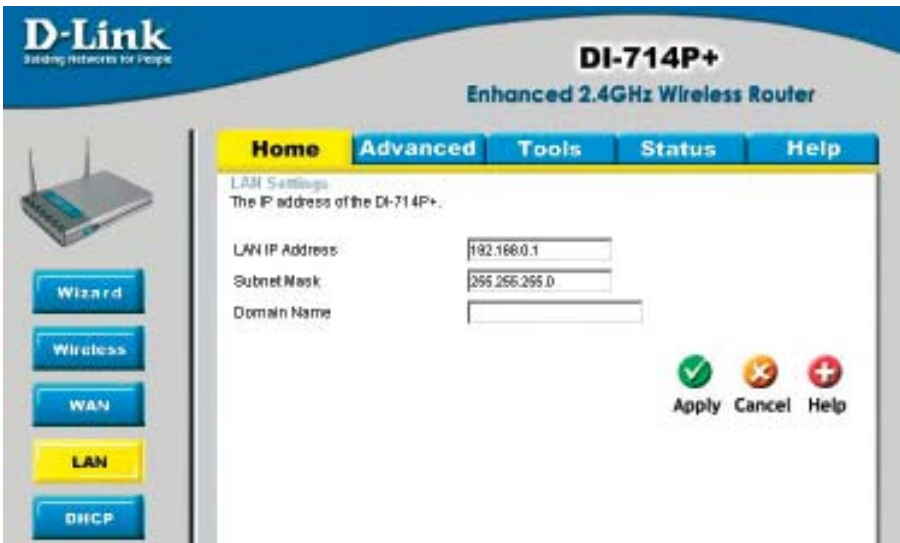 D-Link
Building Networks for People
DI-714P+
Enhanced 2.4GHz Wireless Router
Home Advanced Tools Status Help
LAN Settings
The IP address of the DI-714P+.
LAN IP Address 192.168.0.1
Subnet Mask 255.255.255.0
Domain Name
Wizard
Wireless
WAN
LAN
DHCP
Apply Cancel Help